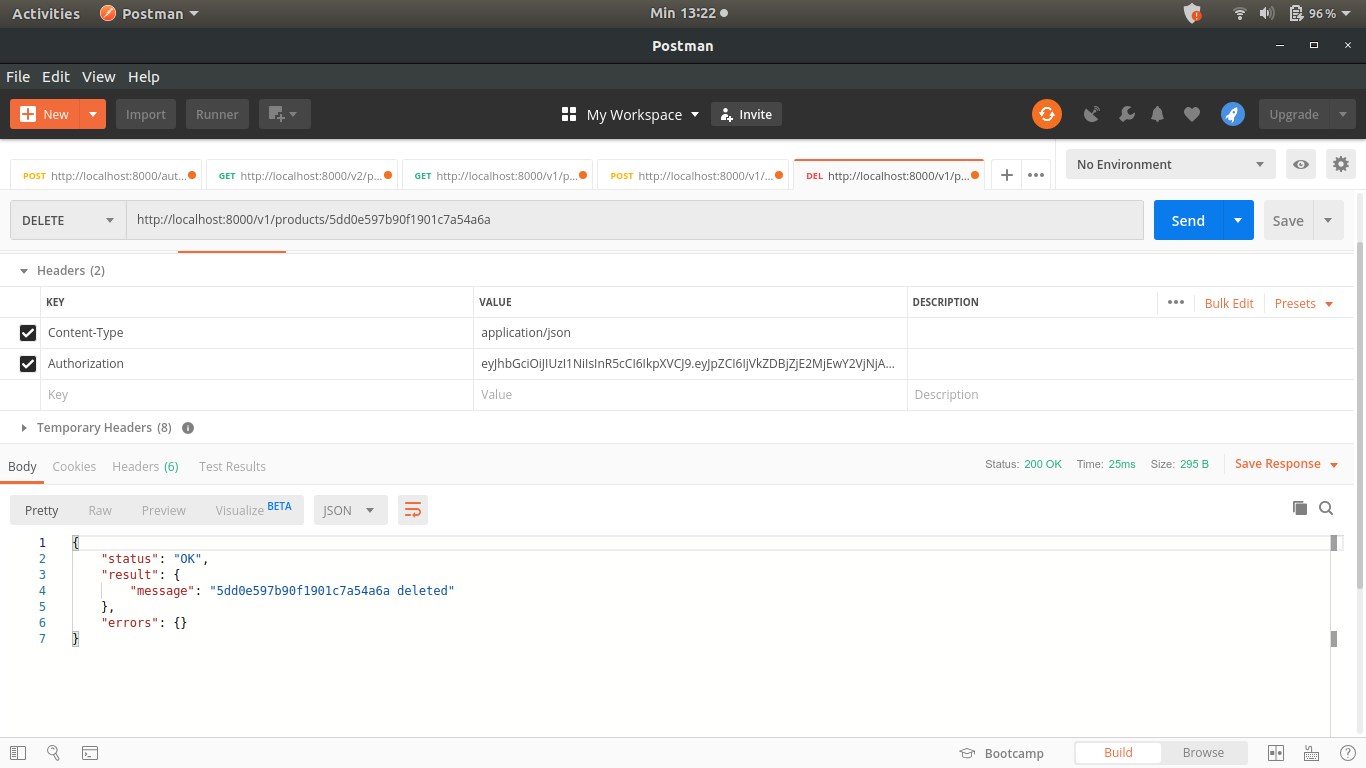 Activities Postman Min 13:22 96%
Postman
File Edit View Help
New Import Runner My Workspace Invite Upgrade
POST http://localhost:8000/aut... GET http://localhost:8000/v2/p... GET http://localhost:8000/v1/p... POST http://localhost:8000/v1/... DEL http://localhost:8000/v1/p... No Environment
DELETE http://localhost:8000/v1/products/5dd0e597b90f1901c7a54a6a Send Save
Headers (2)
KEY VALUE DESCRIPTION Bulk Edit Presets
Content-Type application/json
Authorization eyJhbGciOiJIUzI1NiIsInR5cCI6IkpXVCJ9.eyJpZCI6IjVkZDBjZjE2MjEwY2VjNjA...
Key Value Description
Temporary Headers (8)
Body Cookies Headers (6) Test Results Status: 200 OK Time: 25ms Size: 295 B Save Response
Pretty Raw Preview Visualize BETA JSON
1 {
2 "status": "OK",
3 "result": {
4 "message": "5dd0e597b90f1901c7a54a6a deleted"
5 },
6 "errors": {}
7 }
Bootcamp Build Browse